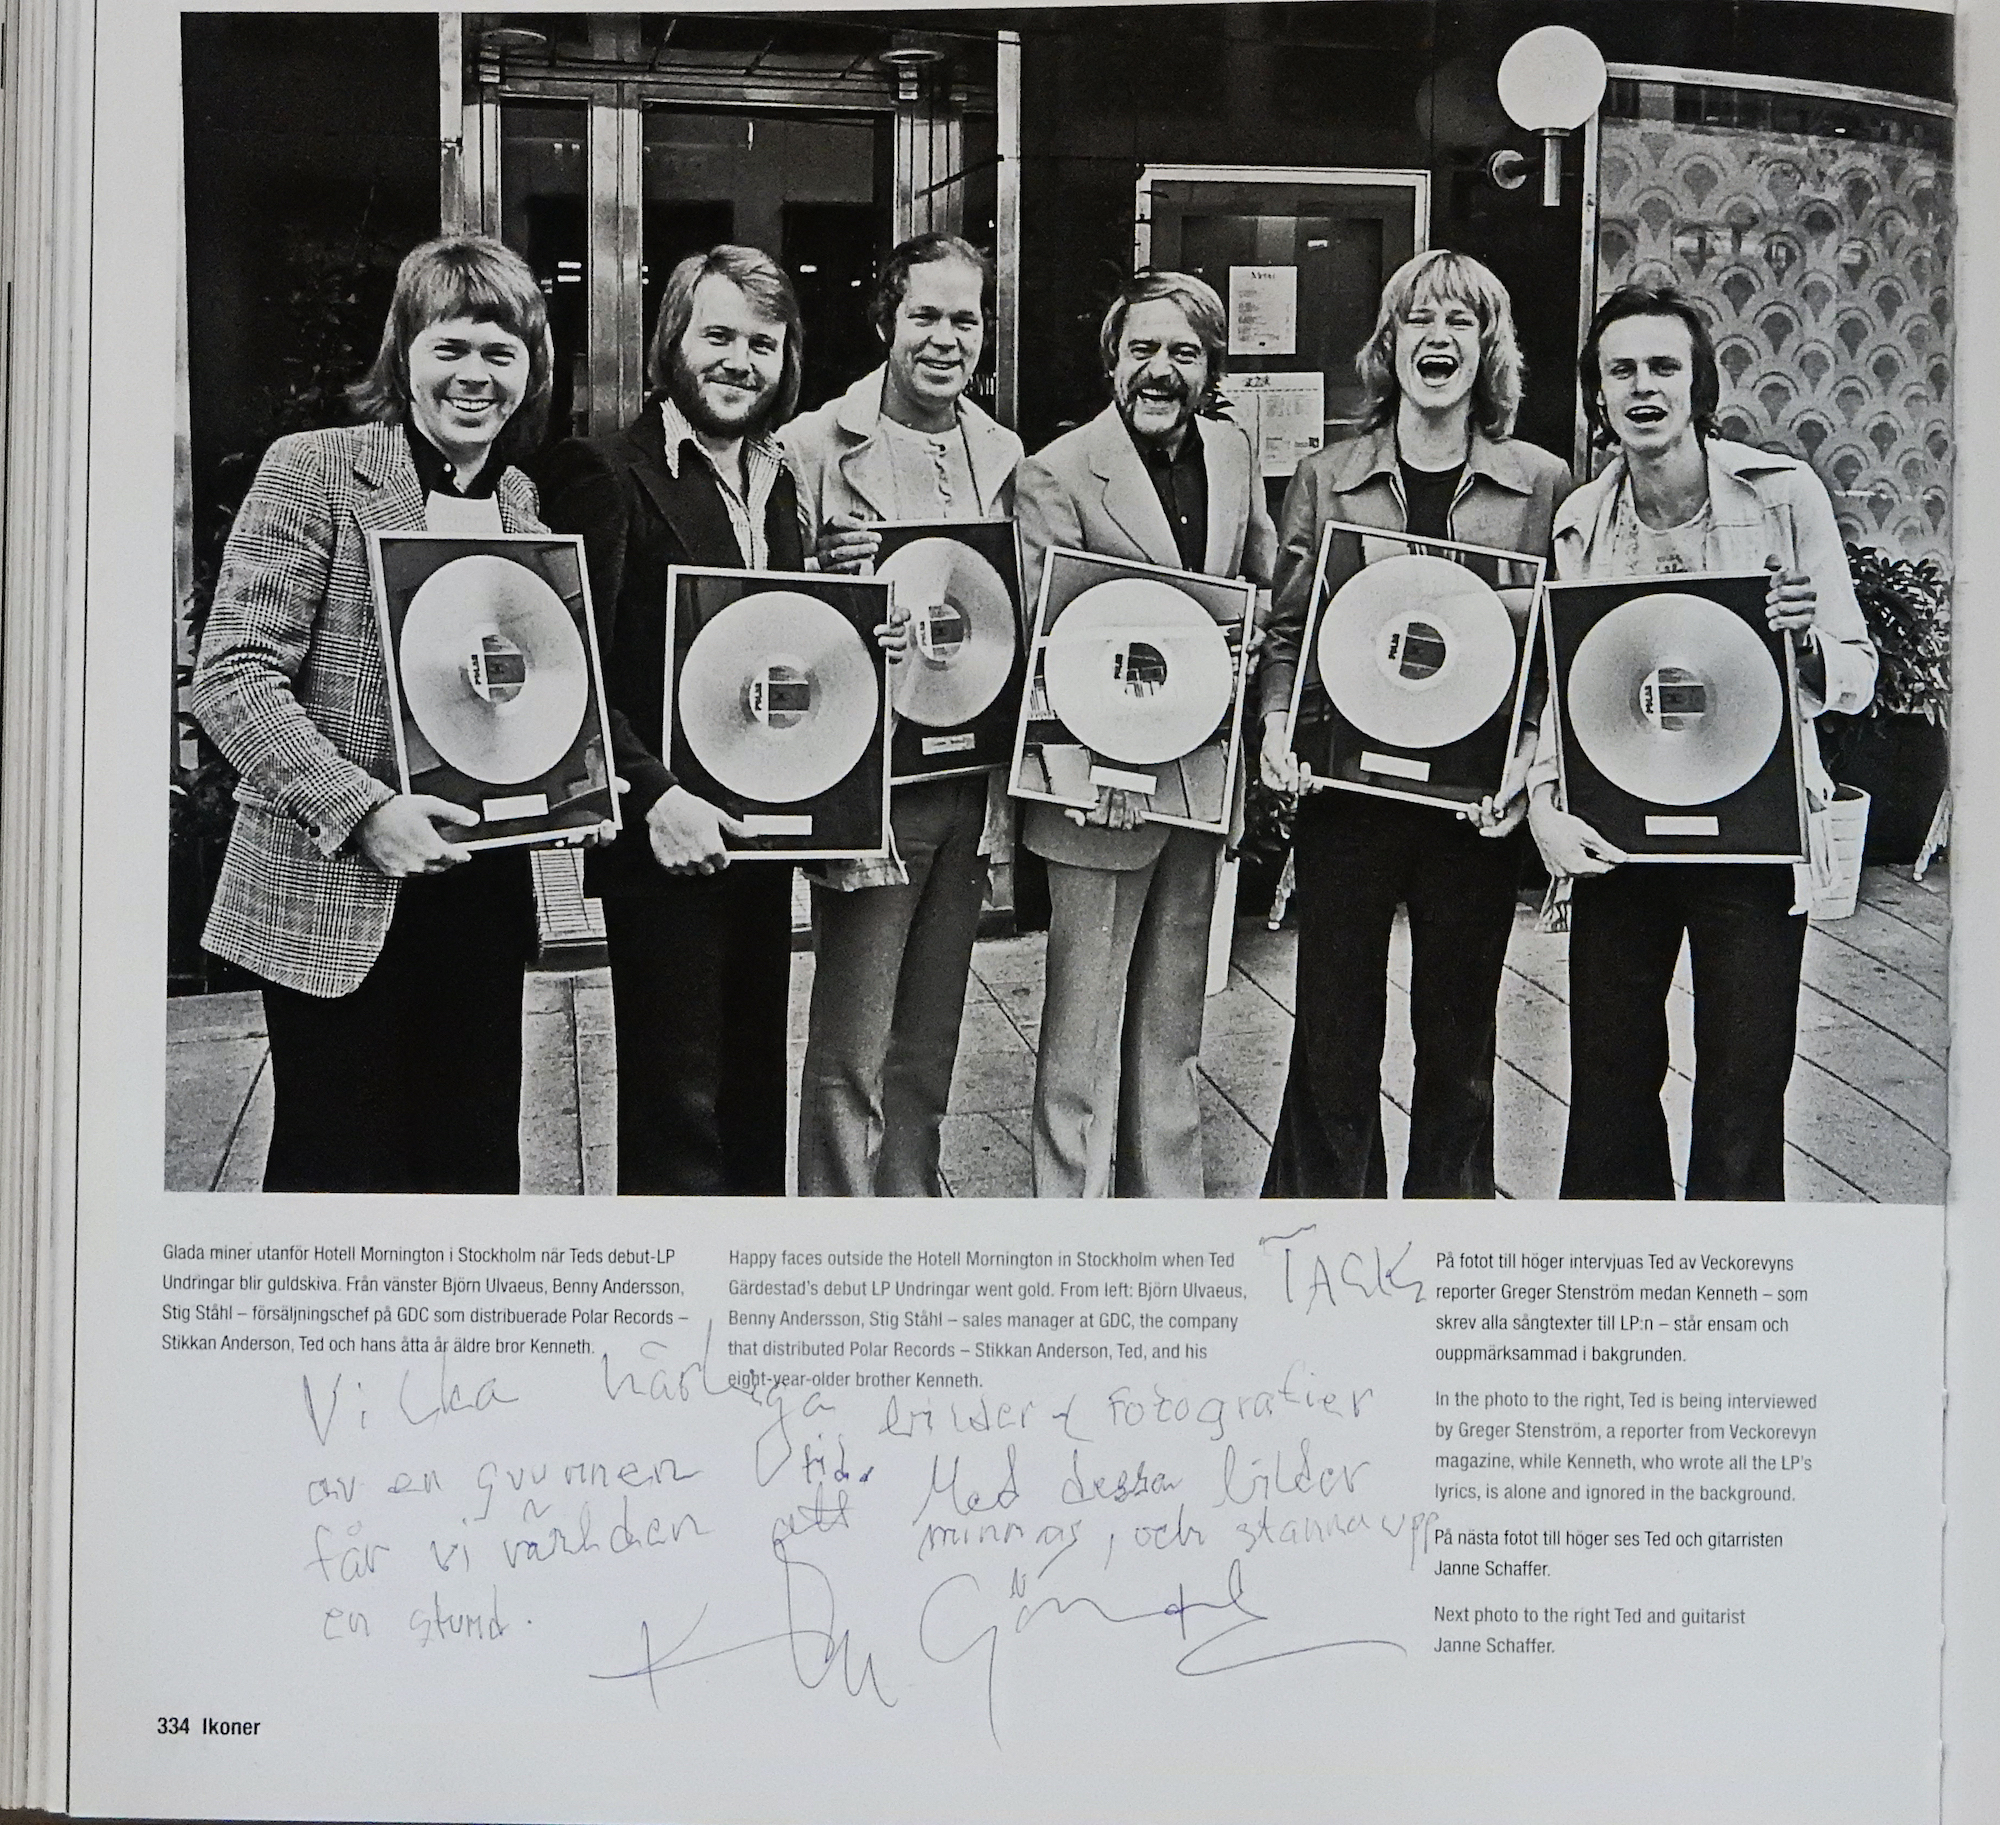 Menu
POLAR
POLAR
POLAR
POLAR
POLAR
POLAR
Glada miner utanför Hotell Mornington i Stockholm när Teds debut-LP
Undringar blir guldskiva. Från vänster Björn Ulvaeus, Benny Andersson,
Stig Ståhl – försäljningschef på GDC som distribuerade Polar Records –
Stikkan Anderson, Ted och hans åtta år äldre bror Kenneth.
Happy faces outside the Hotell Mornington in Stockholm when Ted
Gärdestad's debut LP Undringar went gold. From left: Björn Ulvaeus,
Benny Andersson, Stig Ståhl – sales manager at GDC, the company
that distributed Polar Records – Stikkan Anderson, Ted, and his
eight-year-older brother Kenneth.
På fotot till höger intervjuas Ted av Veckorevyns
reporter Greger Stenström medan Kenneth – som
skrev alla sångtexter till LP:n – står ensam och
ouppmärksammad i bakgrunden.
In the photo to the right, Ted is being interviewed
by Greger Stenström, a reporter from Veckorevyn
magazine, while Kenneth, who wrote all the LP's
lyrics, is alone and ignored in the background.
På nästa fotot till höger ses Ted och gitarristen
Janne Schaffer.
Next photo to the right Ted and guitarist
Janne Schaffer.
TACK
Vilka härliga bilder & fotografier
av en svunnen tid. Med dessa bilder
får vi världen att minnas, och stanna upp
en stund.
334 Ikoner